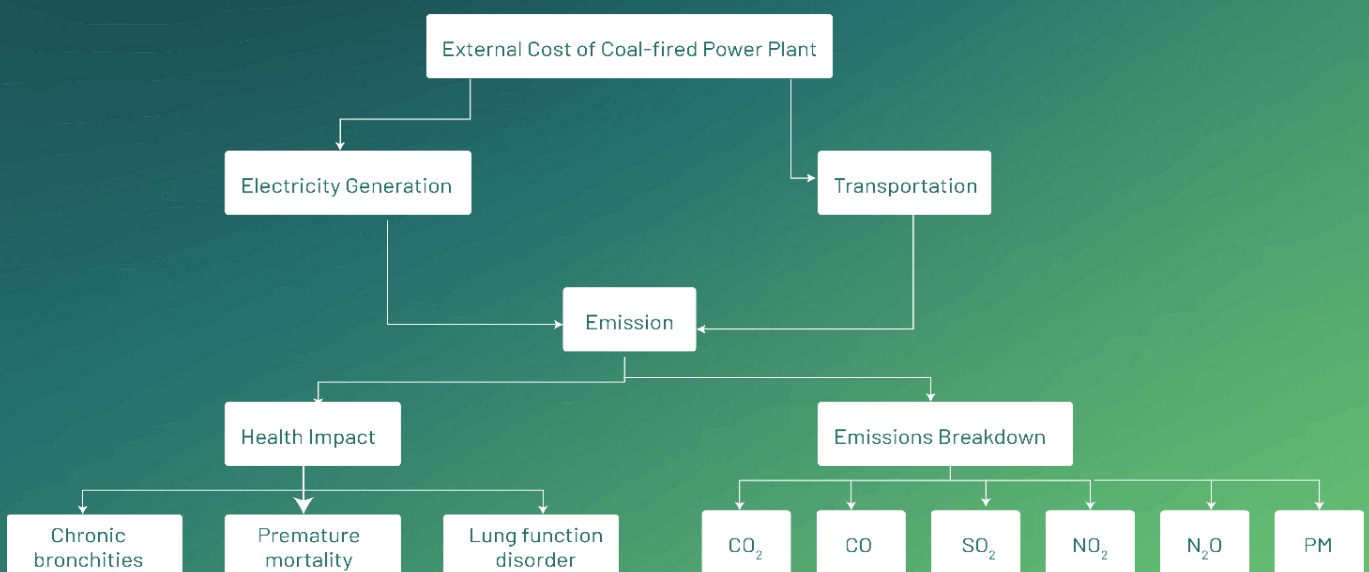 External Cost of Coal-fired Power Plant
Electricity Generation
Transportation
Emission
Health Impact
Emissions Breakdown
Chronic
bronchities
Premature
mortality
Lung function
disorder
CO₂
CO
SO₂
NO₂
N₂O
PM